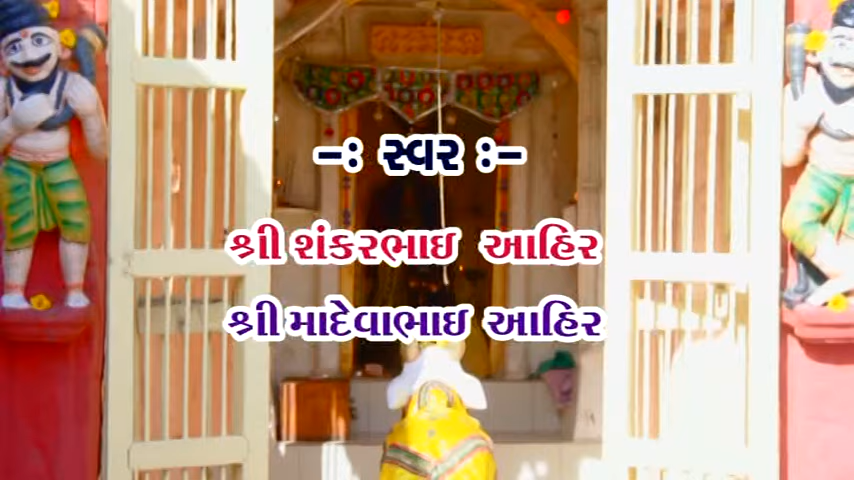 -: સ્વર :-
શ્રી શંકરભાઇ આહિર
શ્રી માદેવાભાઇ આહિર